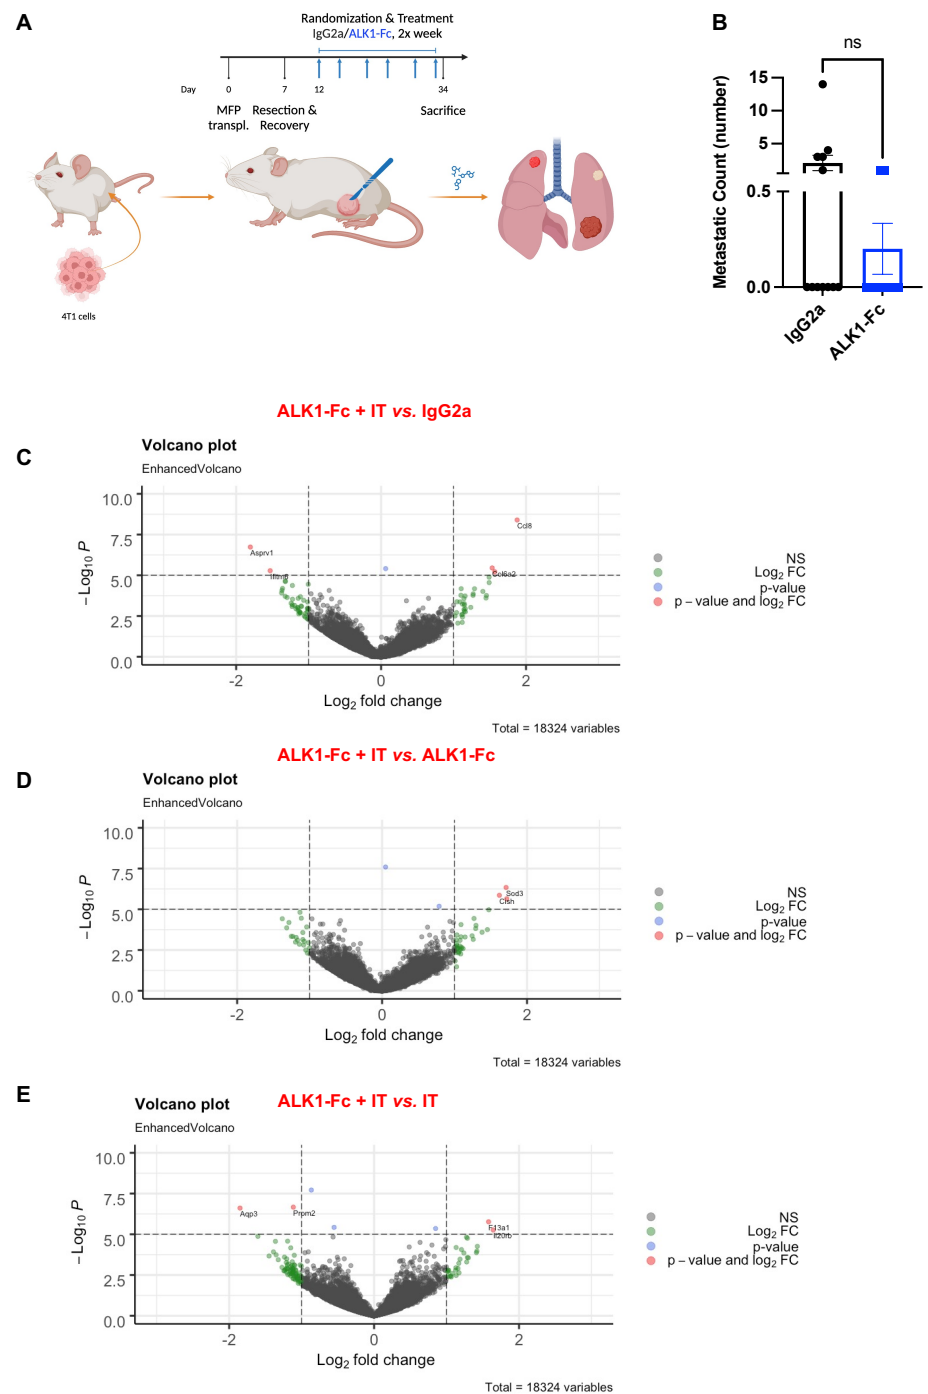 A
Randomization & Treatment
IgG2a/ALK1-Fc, 2x week
Day 0 7 12 34
MFP
transpl.
Resection &
Recovery
Sacrifice
4T1 cells
B
ns
Metastatic Count (number)
15
10
5
0.5
0.0
IgG2a
ALK1-Fc
ALK1-Fc + IT vs. IgG2a
C
Volcano plot
EnhancedVolcano
− Log10 P
10.0
7.5
5.0
2.5
0.0
Asprv1
Ccl8
-2 0 2
Log2 fold change
NS
Log2 FC
p-value
p − value and log2 FC
Total = 18324 variables
ALK1-Fc + IT vs. ALK1-Fc
D
Volcano plot
EnhancedVolcano
− Log10 P
10.0
7.5
5.0
2.5
0.0
Sod3
-2 0 2
Log2 fold change
NS
Log2 FC
p-value
p − value and log2 FC
Total = 18324 variables
E
ALK1-Fc + IT vs. IT
Volcano plot
EnhancedVolcano
−Log10 P
10.0
7.5
5.0
2.5
0.0
Aqp3
Prom2
F13a1
-2 0 2
Log2 fold change
NS
Log2 FC
p-value
p − value and log2 FC
Total = 18324 variables